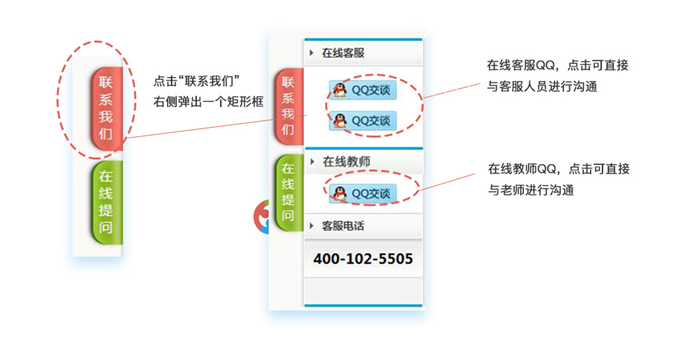 联系我们
在线提问
点击“联系我们”
右侧弹出一个矩形框
联系我们
在线提问
在线客服
QQ交谈
QQ交谈
在线教师
QQ交谈
客服电话
400-102-5505
在线客服QQ，点击可直接
与客服人员进行沟通
在线教师QQ，点击可直接
与老师进行沟通